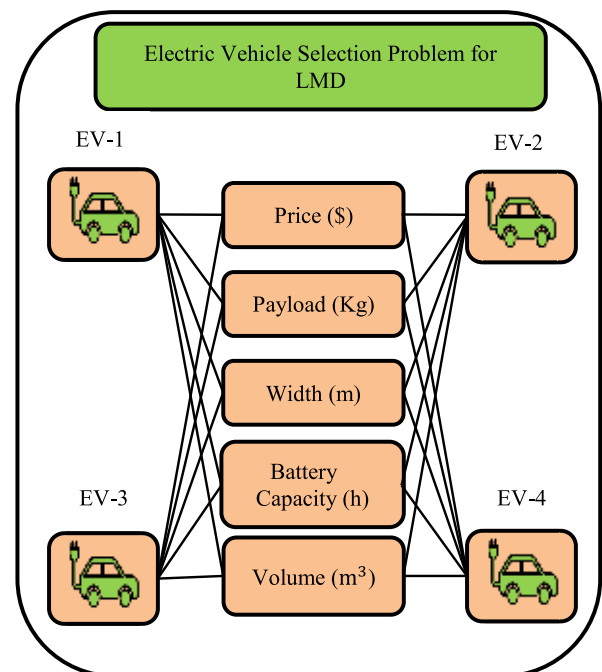 Electric Vehicle Selection Problem for
LMD
EV-1
EV-2
Price ($)
Payload (Kg)
Width (m)
Battery
Capacity (h)
EV-3
EV-4
Volume (m³)